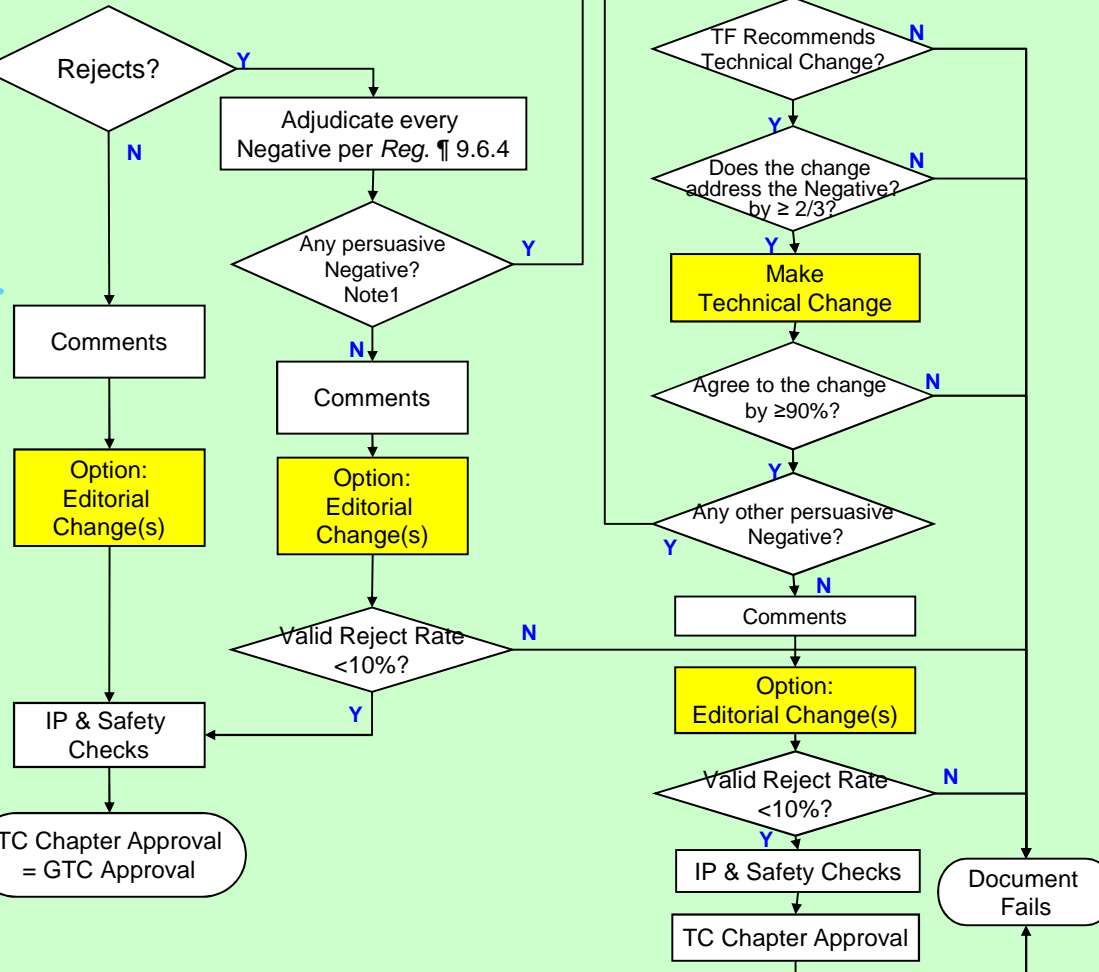 Rejects?
Y
N
Adjudicate every
Negative per Reg. ¶ 9.6.4
Any persuasive
Negative?
Note1
Y
N
Comments
Comments
Option:
Editorial
Change(s)
Option:
Editorial
Change(s)
Valid Reject Rate
<10%?
N
Y
IP & Safety
Checks
TC Chapter Approval
= GTC Approval
TF Recommends
Technical Change?
N
Y
Does the change
address the Negative?
by ≥ 2/3?
N
Y
Make
Technical Change
Agree to the change
by ≥90%?
N
Y
Any other persuasive
Negative?
Y
N
Comments
Option:
Editorial Change(s)
Valid Reject Rate
<10%?
N
Y
IP & Safety Checks
TC Chapter Approval
Document
Fails